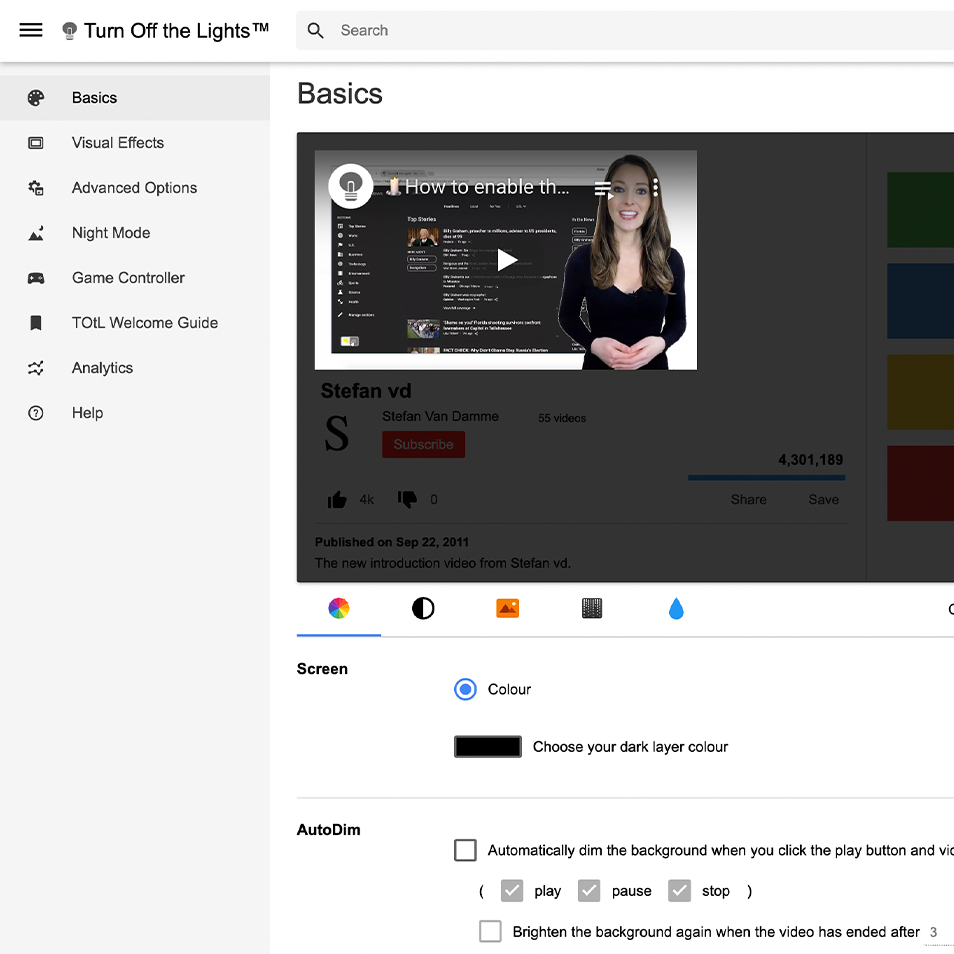 Turn Off the Lights™
Search
Basics
Visual Effects
Advanced Options
Night Mode
Game Controller
TOtL Welcome Guide
Analytics
Help
Basics
How to enable th...
Top Stories
Stefan vd
S
Stefan Van Damme
55 videos
Subscribe
4,301,189
4k
0
Share
Save
Published on Sep 22, 2011
The new introduction video from Stefan vd.
Screen
Colour
Choose your dark layer colour
AutoDim
Automatically dim the background when you click the play button and
( play pause stop )
Brighten the background again when the video has ended after 3